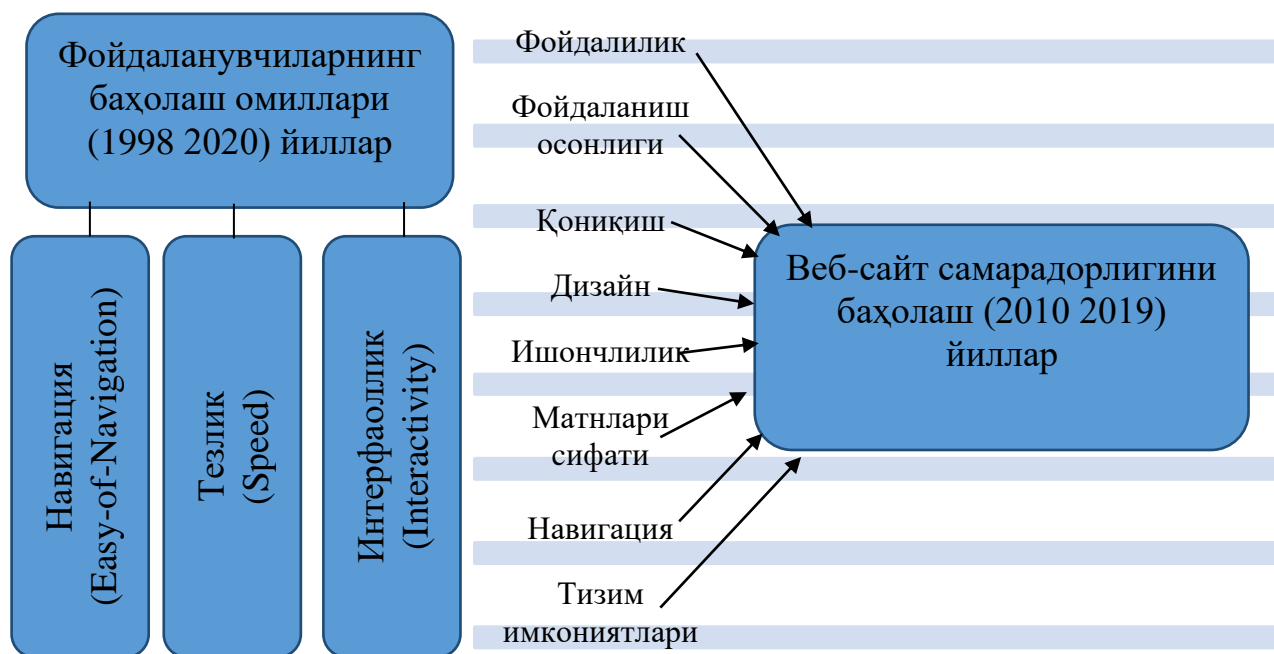 Фойдаланувчиларнинг
баҳолаш омиллари
(1998 2020) йиллар
Навигация
(Easy-of-Navigation)
Тезлик
(Speed)
Интерфаоллик
(Interactivity)
Фойдалилик
Фойдаланиш
осонлиги
Қониқиш
Дизайн
Ишончлилик
Матнлари
сифати
Навигация
Тизим
имкониятлари
Веб-сайт самарадорлигини
баҳолаш (2010 2019)
йиллар